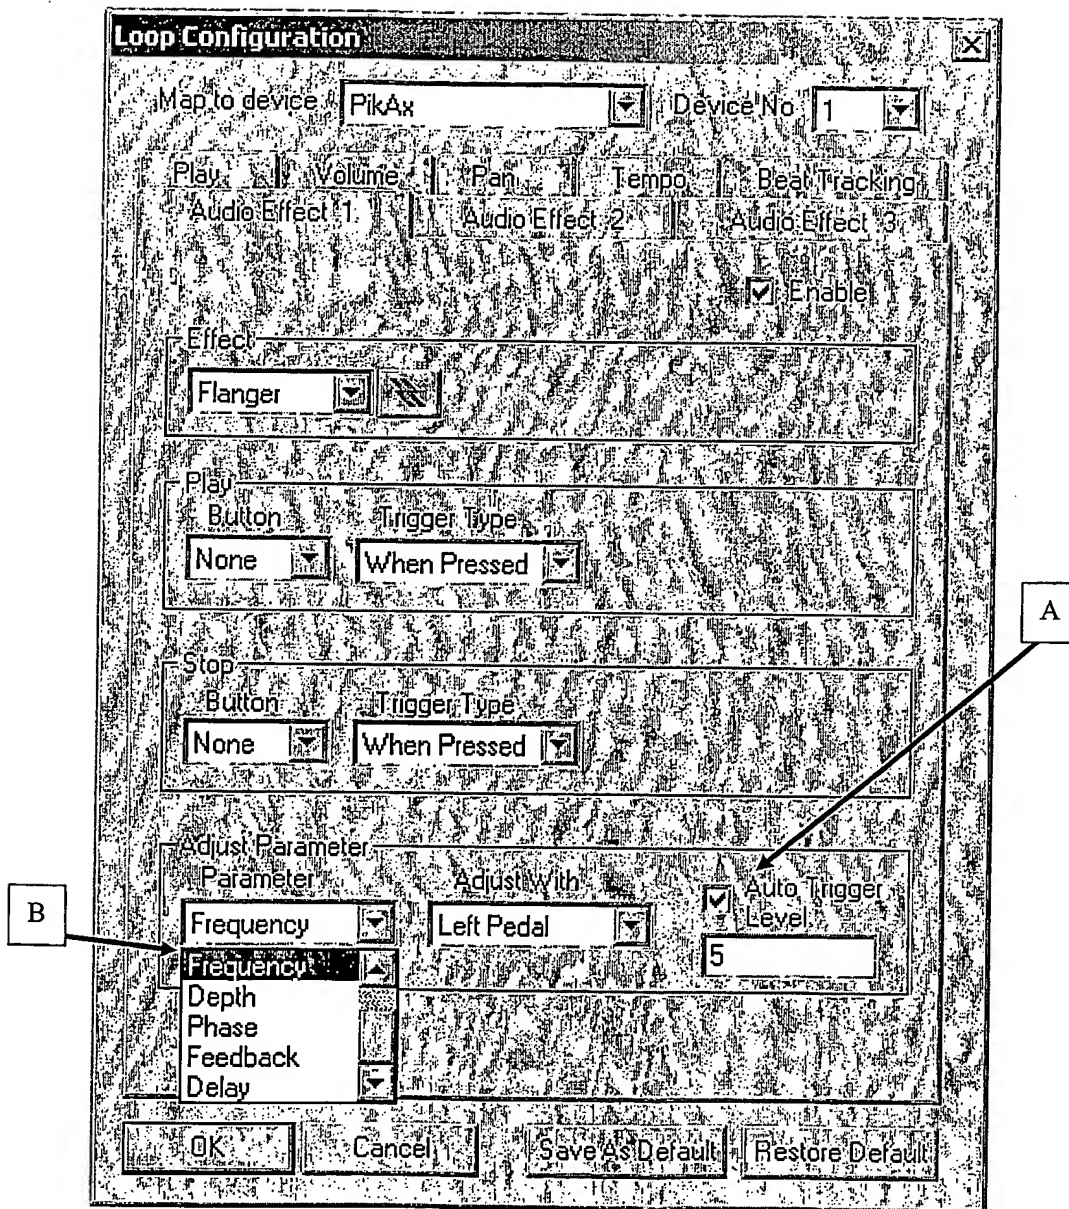 Loop Configuration
Map to device PikAx Device No 1
Play Volume Pan Tempo Beat Tracking
Audio Effect 1 Audio Effect 2 Audio Effect 3
Enable
Effect
Flanger
Play
Button Trigger Type
None When Pressed
A
Stop
Button Trigger Type
None When Pressed
Adjust Parameter
Parameter Adjust With Auto Trigger
Level
B
Frequency Left Pedal
5
Frequency
Depth
Phase
Feedback
Delay
OK Cancel Save As Default Restore Default